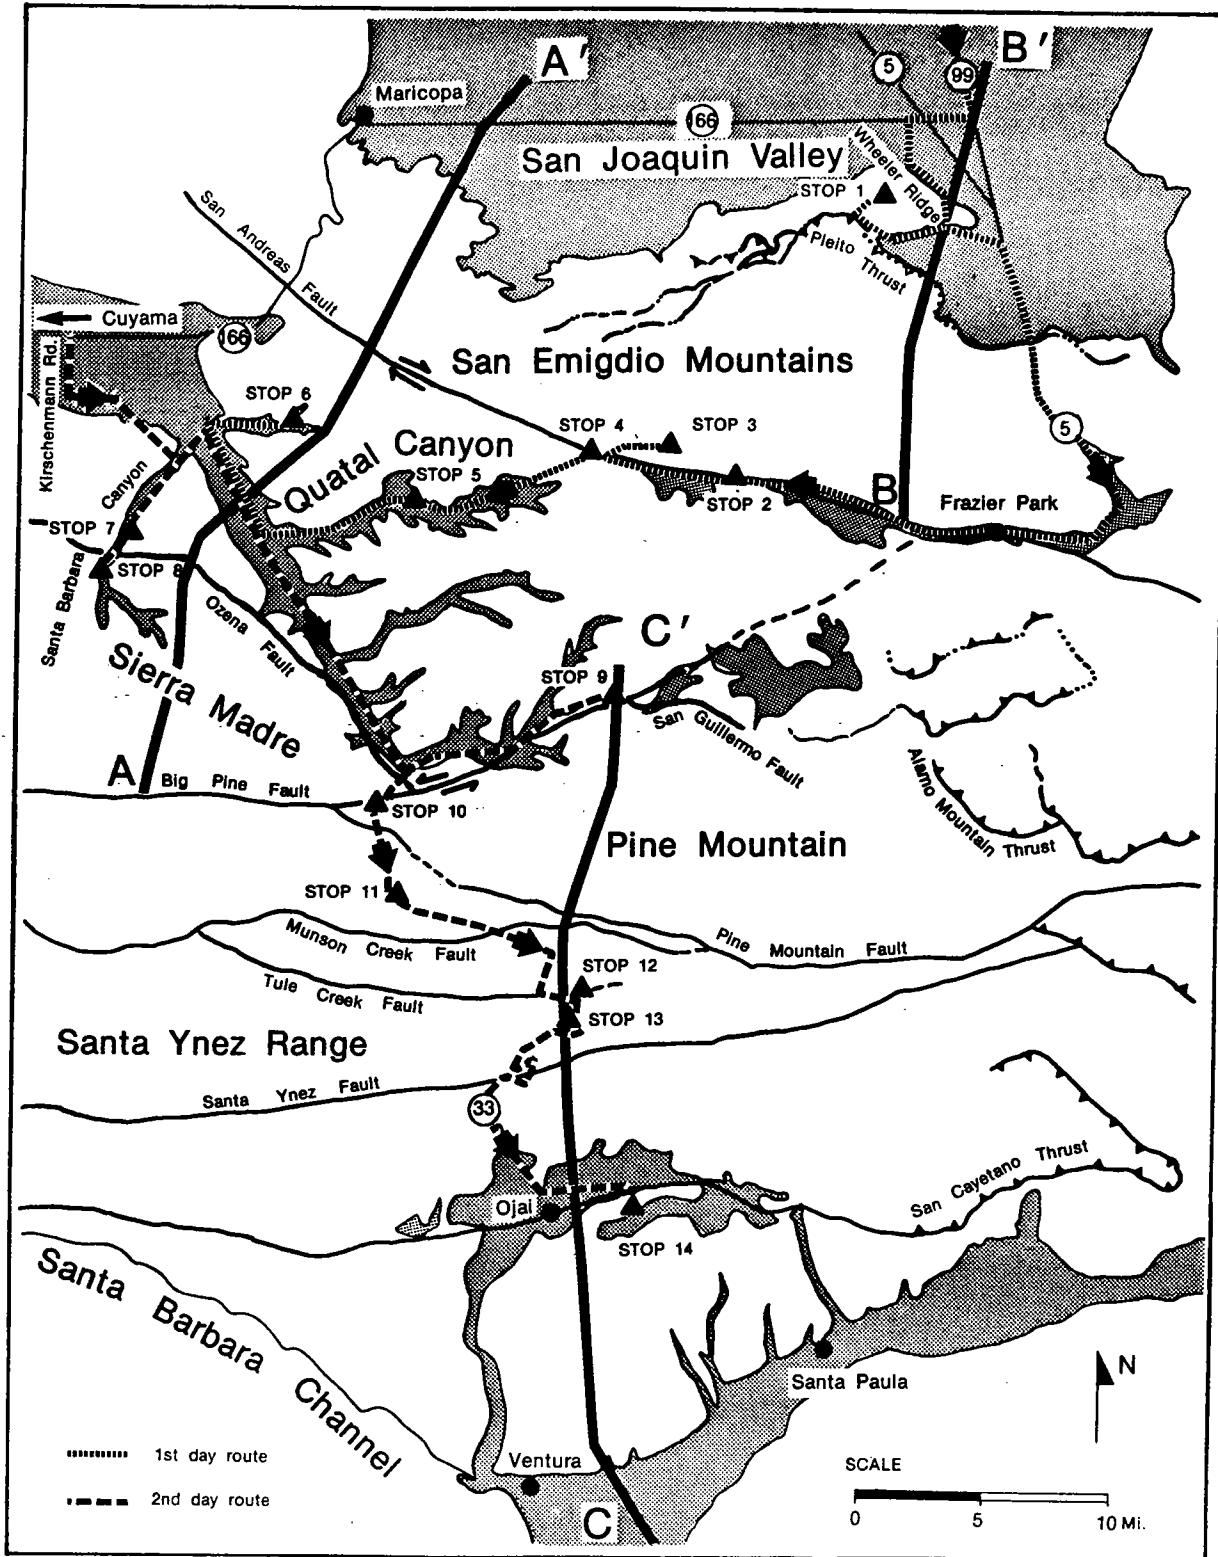 A'
B'
5
99
Maricopa
166
San Joaquin Valley
Wheeler Ridge
STOP 1
Pleito Thrust
San Andreas Fault
Cuyama
166
Kirschenmann Rd.
San Emigdio Mountains
STOP 6
STOP 4
STOP 3
5
Quatal Canyon
STOP 5
STOP 2
B
Frazier Park
Santa Barbara Canyon
STOP 7
STOP 8
Ozena Fault
C'
Sierra Madre
STOP 9
San Guillermo Fault
A
Big Pine Fault
STOP 10
Alamo Mountain Thrust
Pine Mountain
STOP 11
Munson Creek Fault
Pine Mountain Fault
STOP 12
Tule Creek Fault
STOP 13
Santa Ynez Range
Santa Ynez Fault
33
San Cayetano Thrust
Ojai
STOP 14
Santa Barbara Channel
Santa Paula
N
1st day route
Ventura
SCALE
2nd day route
C
0 5 10 Mi.